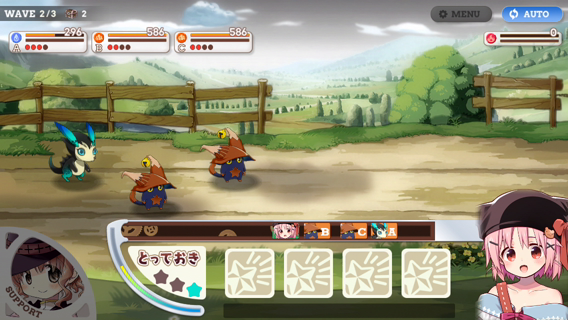 WAVE 2/3 2
MENU
AUTO
296
586
586
0
A
B
C
B
C
A
とっておき
SUPPORT